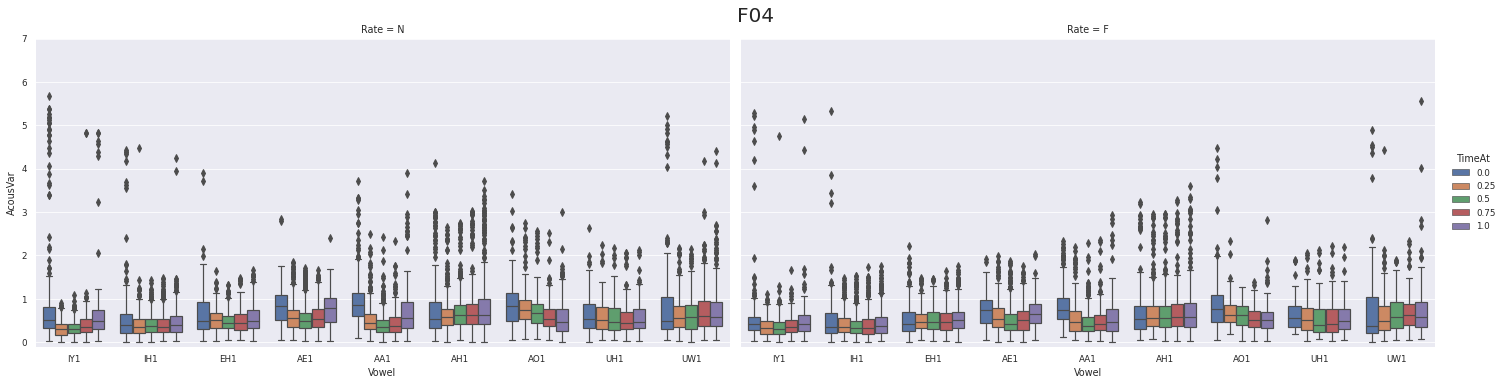 F04
Rate = N
Rate = F
7
6
5
4
3
2
1
0
AcousVar
IY1 IH1 EH1 AE1 AA1 AH1 AO1 UH1 UW1
Vowel
IY1 IH1 EH1 AE1 AA1 AH1 AO1 UH1 UW1
Vowel
TimeAt
0.0
0.25
0.5
0.75
1.0